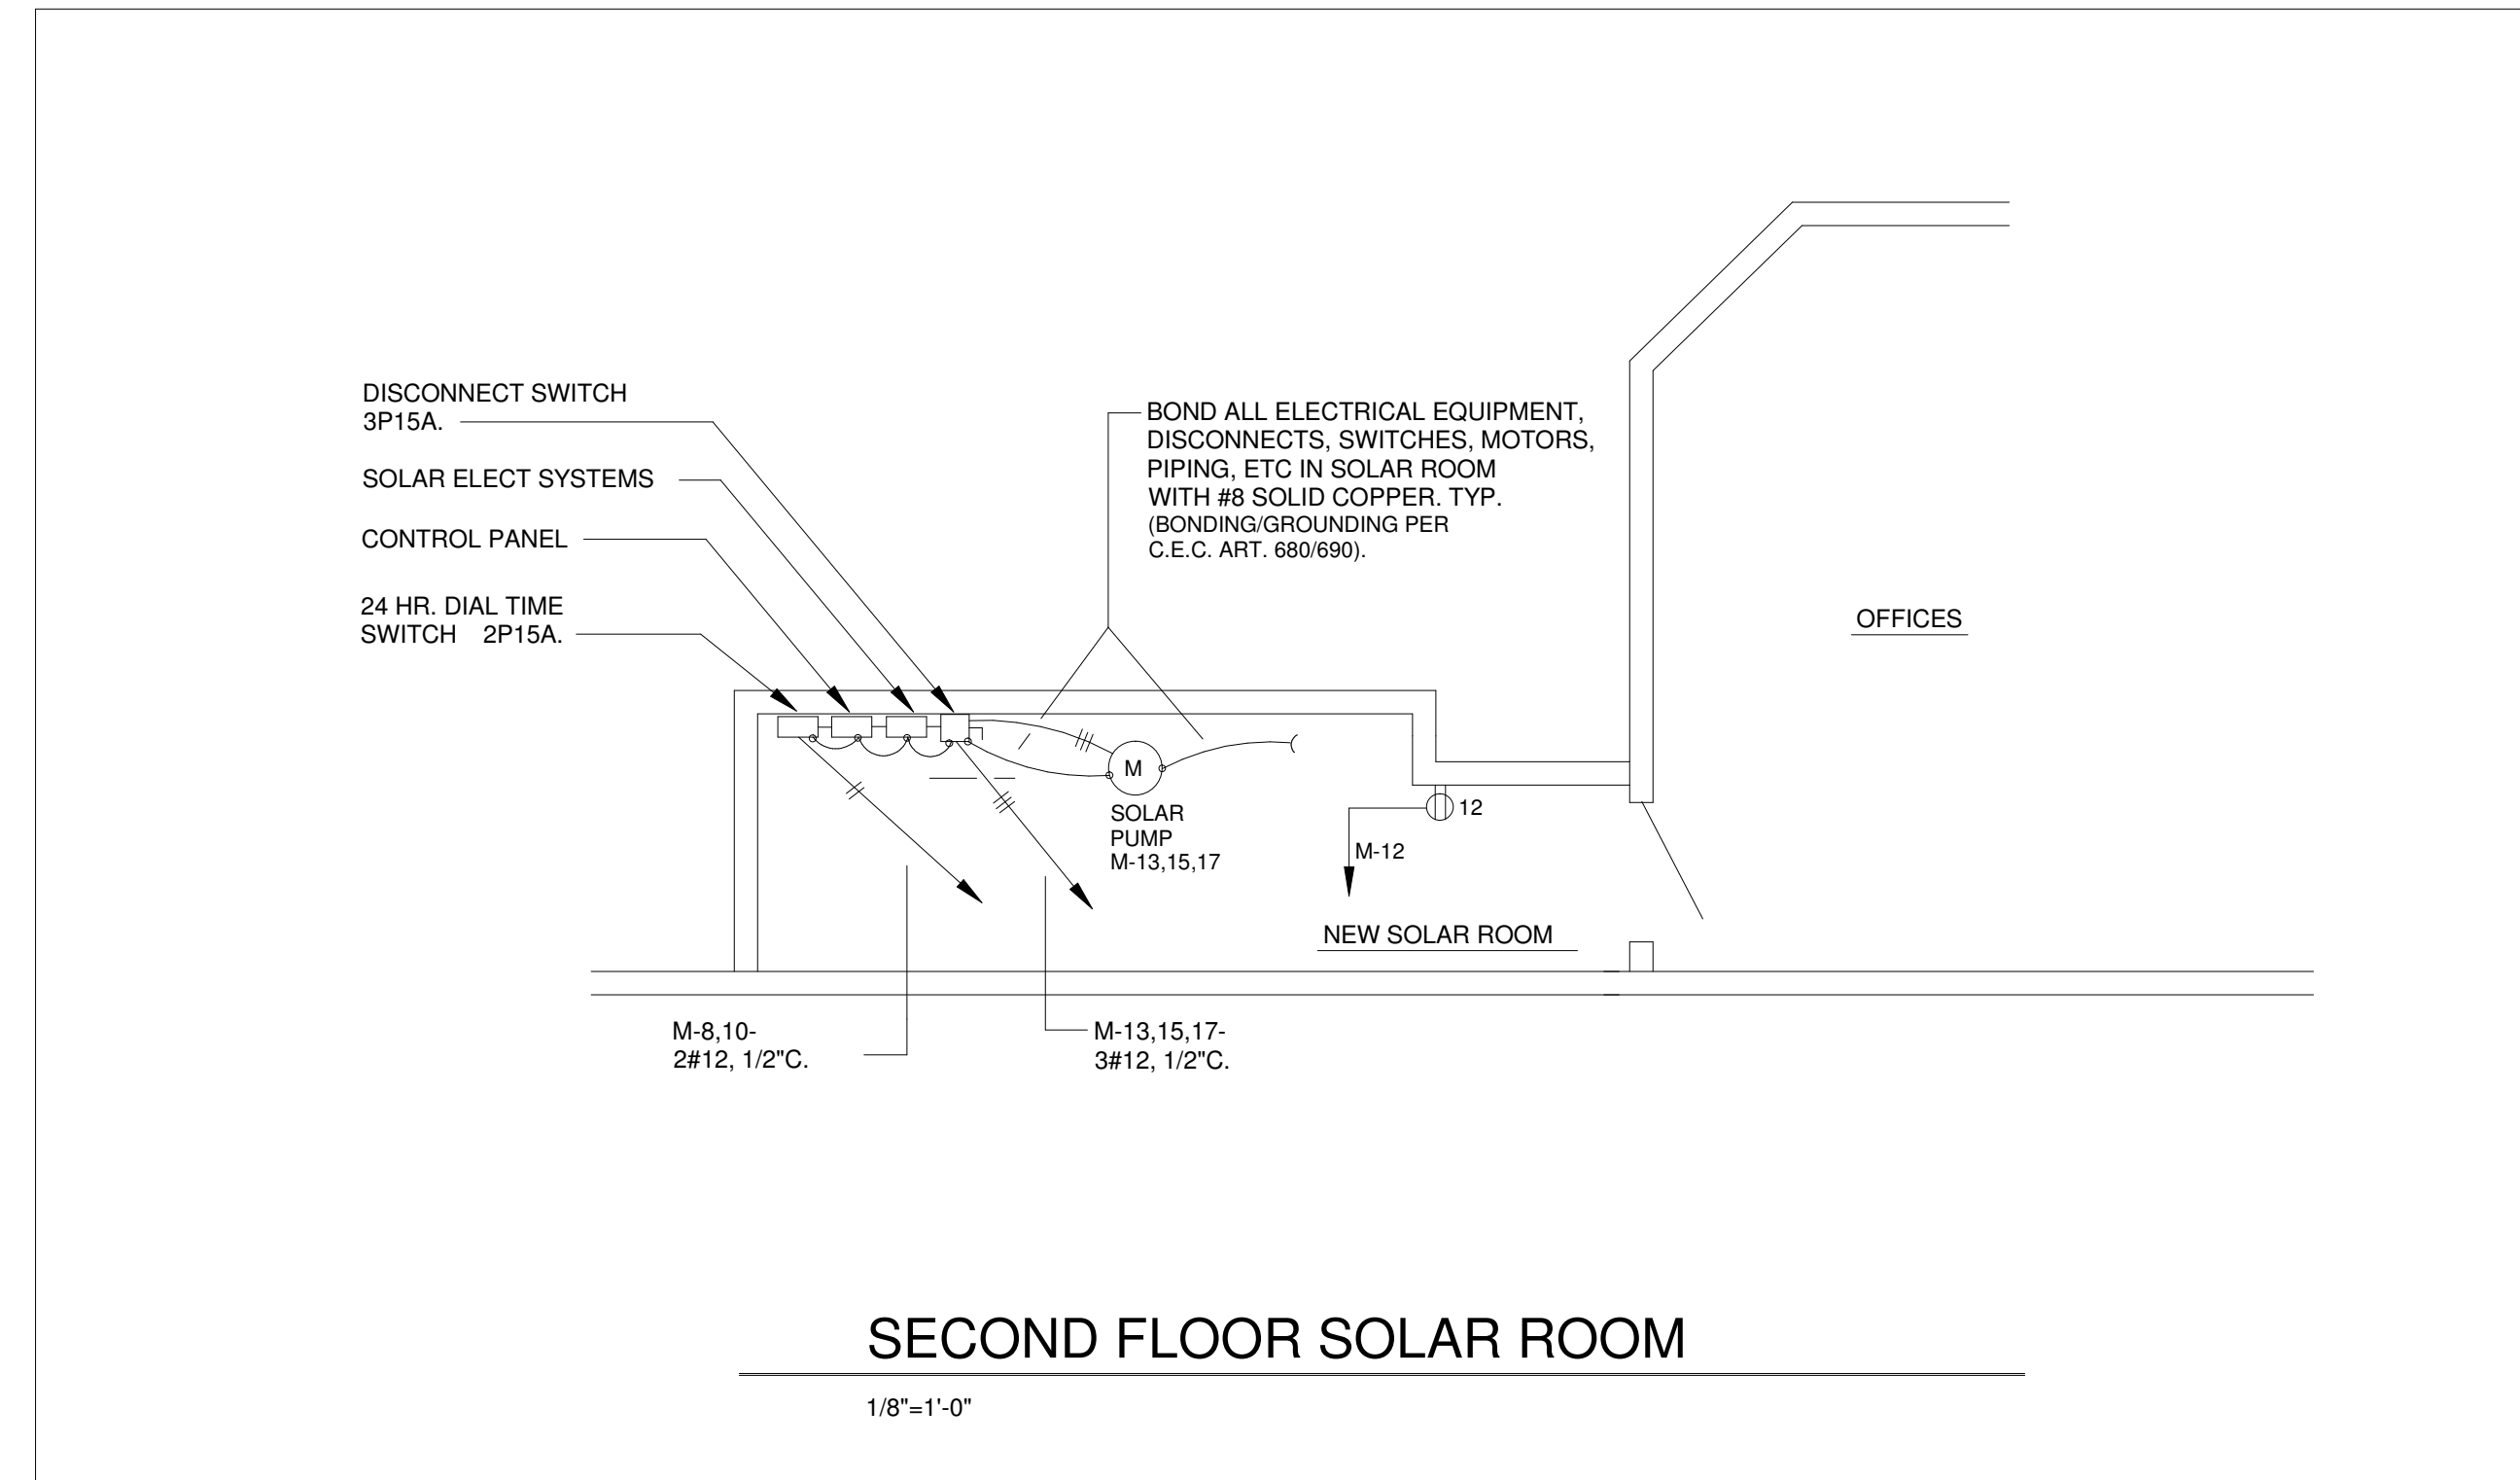 DISCONNECT SWITCH
3P15A.
SOLAR ELECT SYSTEMS
CONTROL PANEL
24 HR. DIAL TIME
SWITCH 2P15A.
BOND ALL ELECTRICAL EQUIPMENT,
DISCONNECTS, SWITCHES, MOTORS,
PIPING, ETC IN SOLAR ROOM
WITH #8 SOLID COPPER. TYP.
(BONDING/GROUNDING PER
C.E.C. ART. 680/690).
OFFICES
M
SOLAR
PUMP
M-13,15,17
12
M-12
NEW SOLAR ROOM
M-8,10-
2#12, 1/2"C.
M-13,15,17-
3#12, 1/2"C.
SECOND FLOOR SOLAR ROOM
1/8"=1'-0"